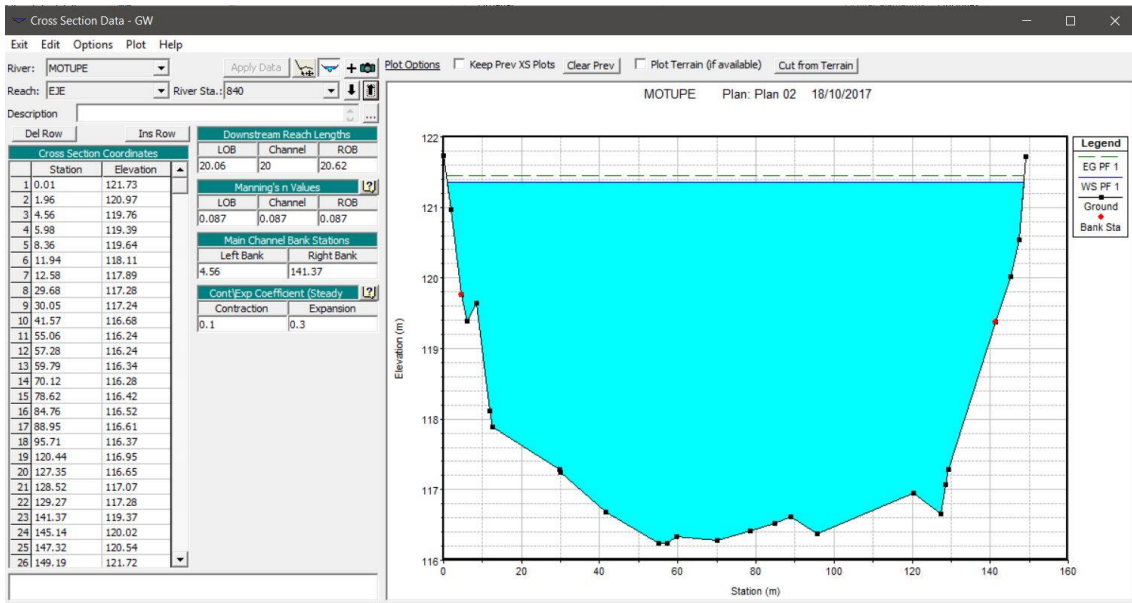 Cross Section Data - GW
Exit Edit Options Plot Help
River: MOTUPE Apply Data + Plot Options Keep Prev XS Plots Clear Prev Plot Terrain (if available) Cut from Terrain
Reach: EJE River Sta.: 840
Description ...
Del Row Ins Row
Cross Section Coordinates
Station Elevation
1 0.01 121.73
2 1.96 120.97
3 4.56 119.76
4 5.98 119.39
5 8.36 119.64
6 11.94 118.11
7 12.58 117.89
8 29.68 117.28
9 30.05 117.24
10 41.57 116.68
11 55.06 116.24
12 57.28 116.24
13 59.79 116.34
14 70.12 116.28
15 78.62 116.42
16 84.76 116.52
17 88.95 116.61
18 95.71 116.37
19 120.44 116.95
20 127.35 116.65
21 128.52 117.07
22 129.27 117.28
23 141.37 119.37
24 145.14 120.02
25 147.32 120.54
26 149.19 121.72
Downstream Reach Lengths
LOB Channel ROB
20.06 20 20.62
Manning's n Values ?
LOB Channel ROB
0.087 0.087 0.087
Main Channel Bank Stations
Left Bank Right Bank
4.56 141.37
Cont\Exp Coefficient (Steady ?
Contraction Expansion
0.1 0.3
MOTUPE Plan: Plan 02 18/10/2017
122
121
120
119
118
117
116
Elevation (m)
0 20 40 60 80 100 120 140 160
Station (m)
Legend
EG PF 1
WS PF 1
Ground
Bank Sta